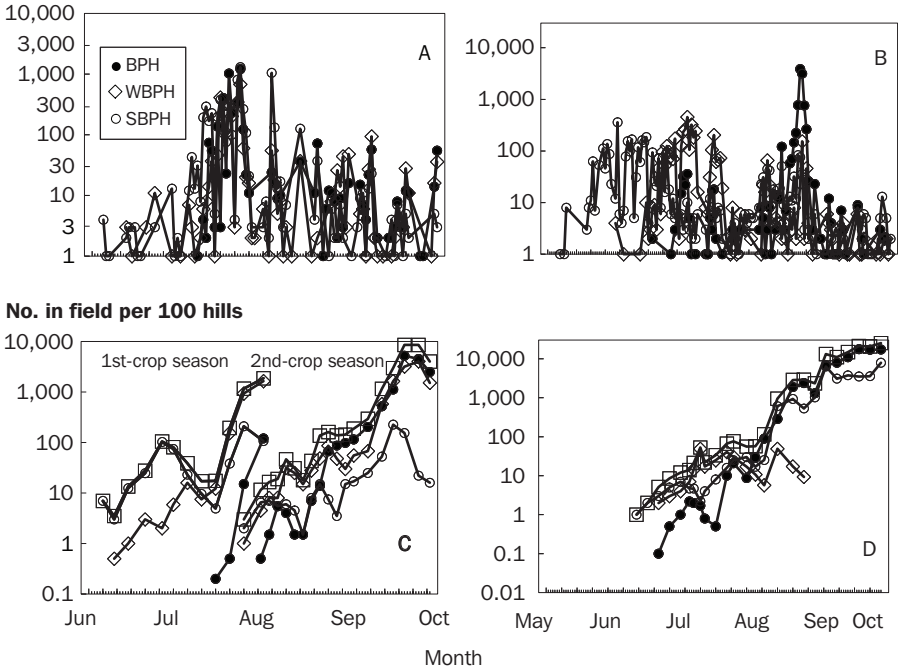 10,000
3,000
1,000
300
100
30
10
3
1
BPH
WBPH
SBPH
A
10,000
1,000
100
10
1
B
No. in field per 100 hills
10,000
1,000
100
10
1
0.1
1st-crop season 2nd-crop season
C
Jun Jul Aug Sep Oct
10,000
1,000
100
10
1
0.1
0.01
D
May Jun Jul Aug Sep Oct
Month